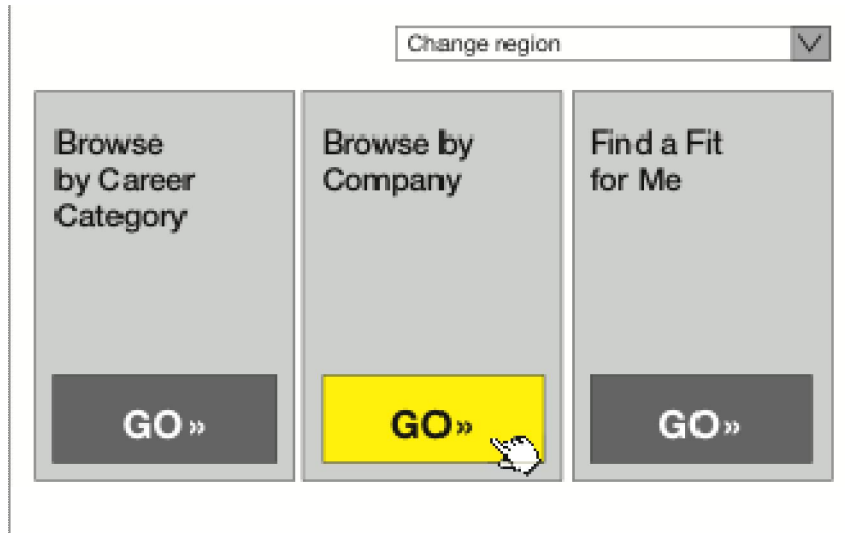 Change region
Browse
by Career
Category
GO »
Browse by
Company
GO »
Find a Fit
for Me
GO »